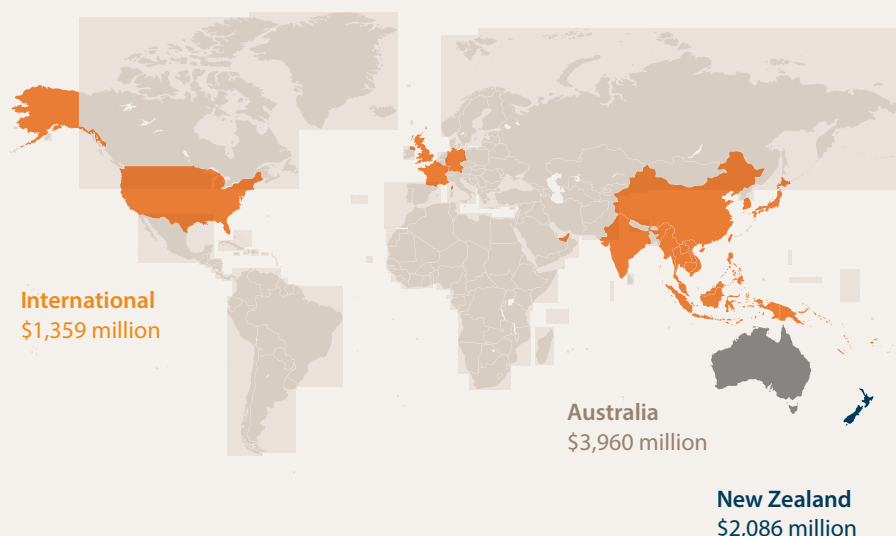 International
$1,359 million
Australia
$3,960 million
New Zealand
$2,086 million